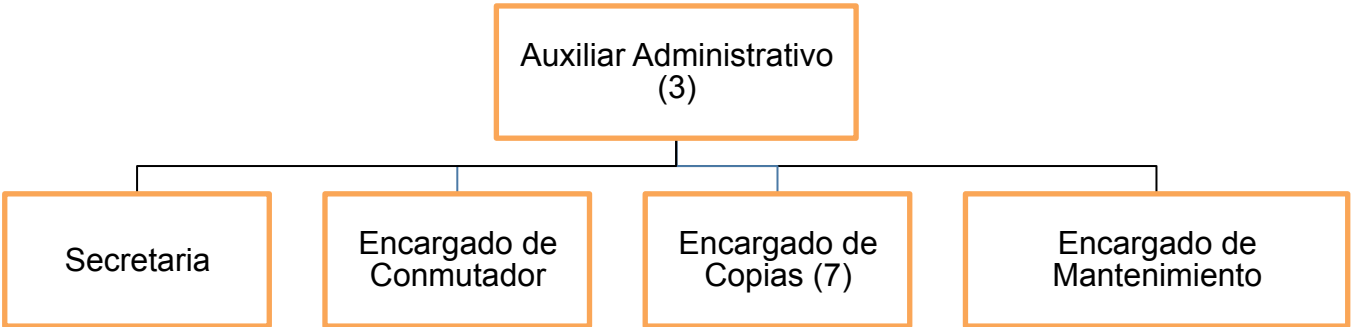 Auxiliar Administrativo
(3)
Secretaria
Encargado de
Conmutador
Encargado de
Copias (7)
Encargado de
Mantenimiento